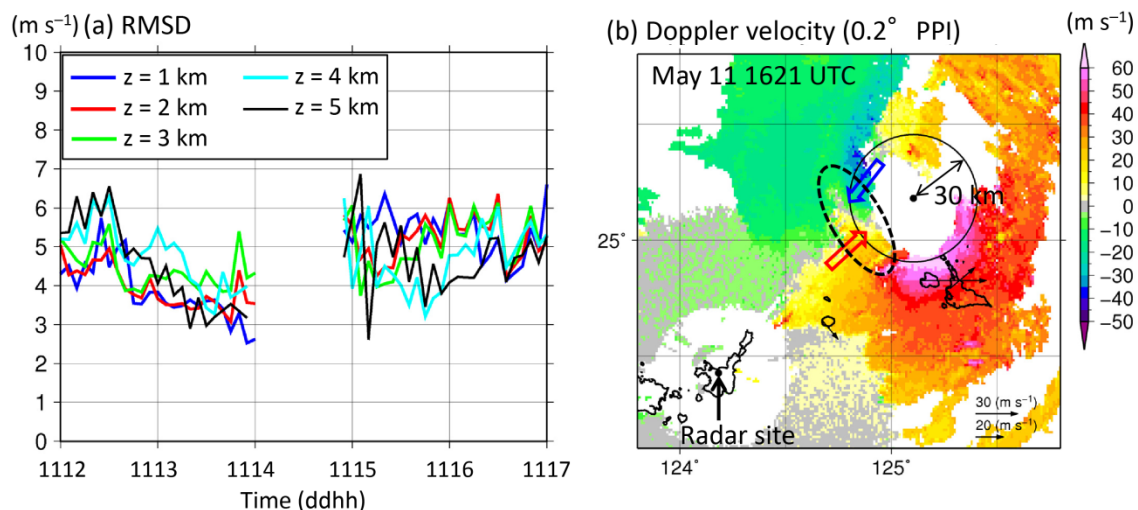 (m s⁻¹) (a) RMSD
10
9
8
7
6
5
4
3
2
1
0
z = 1 km
z = 2 km
z = 3 km
z = 4 km
z = 5 km
1112 1113 1114 1115 1116 1117
Time (ddhh)
(b) Doppler velocity (0.2° PPI)
(m s⁻¹)
May 11 1621 UTC
30 km
25°
Radar site
30 (m s⁻¹)
20 (m s⁻¹)
124° 125°
60
50
40
30
20
10
0
−10
−20
−30
−40
−50